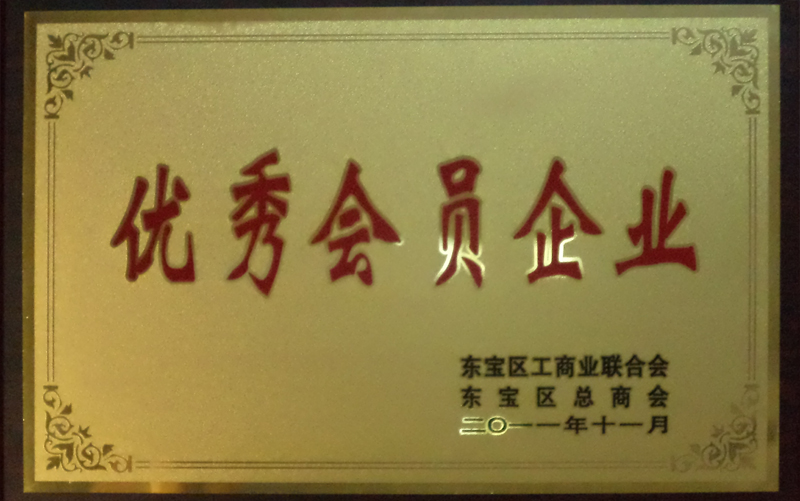 优秀会员企业
东宝区工商业联合会
东宝区总商会
二〇一一年十一月